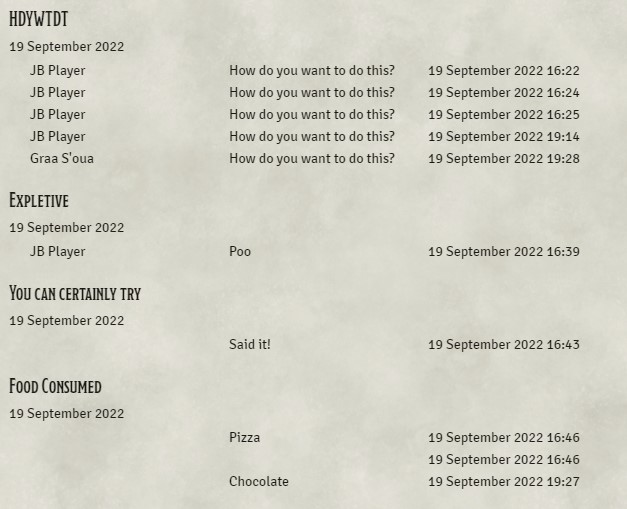 HDYWTDT
19 September 2022
JB Player How do you want to do this? 19 September 2022 16:22
JB Player How do you want to do this? 19 September 2022 16:24
JB Player How do you want to do this? 19 September 2022 16:25
JB Player How do you want to do this? 19 September 2022 19:14
Graa S'oua How do you want to do this? 19 September 2022 19:28
Expletive
19 September 2022
JB Player Poo 19 September 2022 16:39
You can certainly try
19 September 2022
Said it! 19 September 2022 16:43
Food Consumed
19 September 2022
Pizza 19 September 2022 16:46
19 September 2022 16:46
Chocolate 19 September 2022 19:27